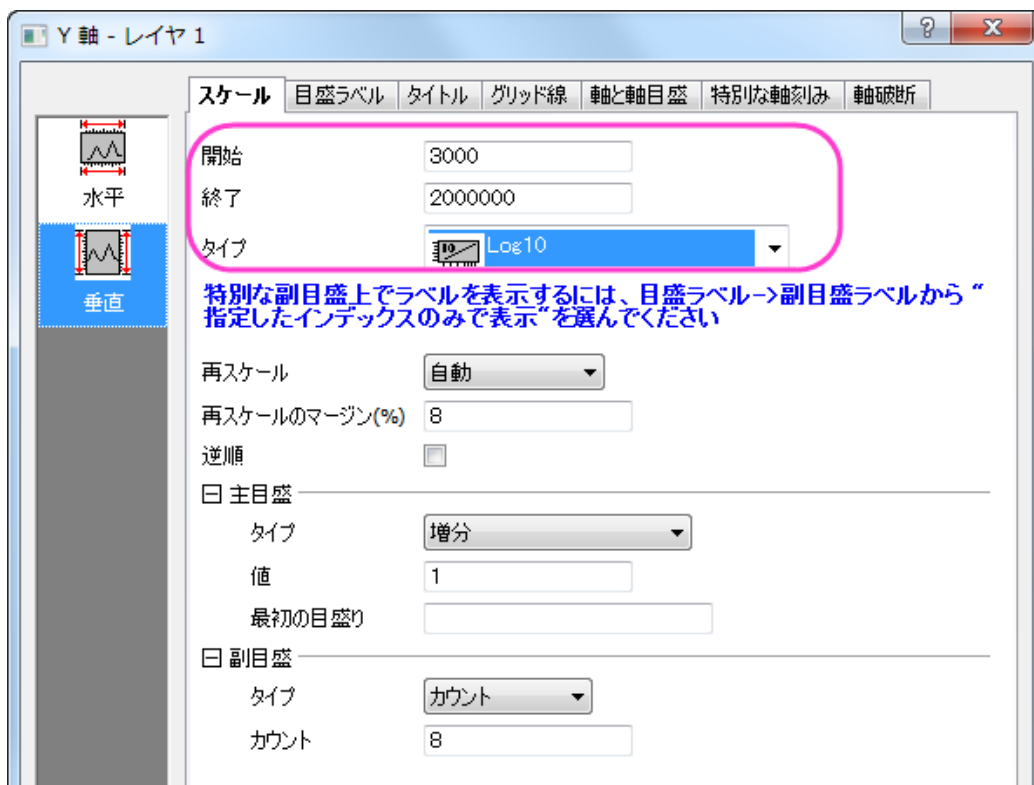 Y 軸 - レイヤ 1
スケール 目盛ラベル タイトル グリッド線 軸と軸目盛 特別な軸刻み 軸破断
水平
垂直
開始 3000
終了 2000000
タイプ Log10
特別な副目盛上でラベルを表示するには、目盛ラベル->副目盛ラベルから “
指定したインデックスのみで表示”を選んでください
再スケール 自動
再スケールのマージン(%) 8
逆順
主目盛
タイプ 増分
値 1
最初の目盛り
副目盛
タイプ カウント
カウント 8